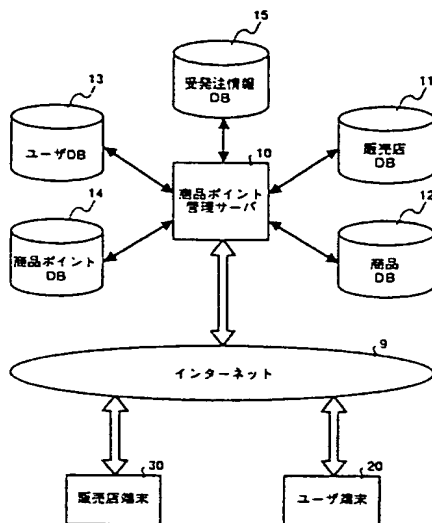 15
受発注情報
DB
13
ユーザDB
11
販売店
DB
10
商品ポイント
管理サーバ
14
商品ポイント
DB
12
商品
DB
9
インターネット
30
販売店端末
20
ユーザ端末